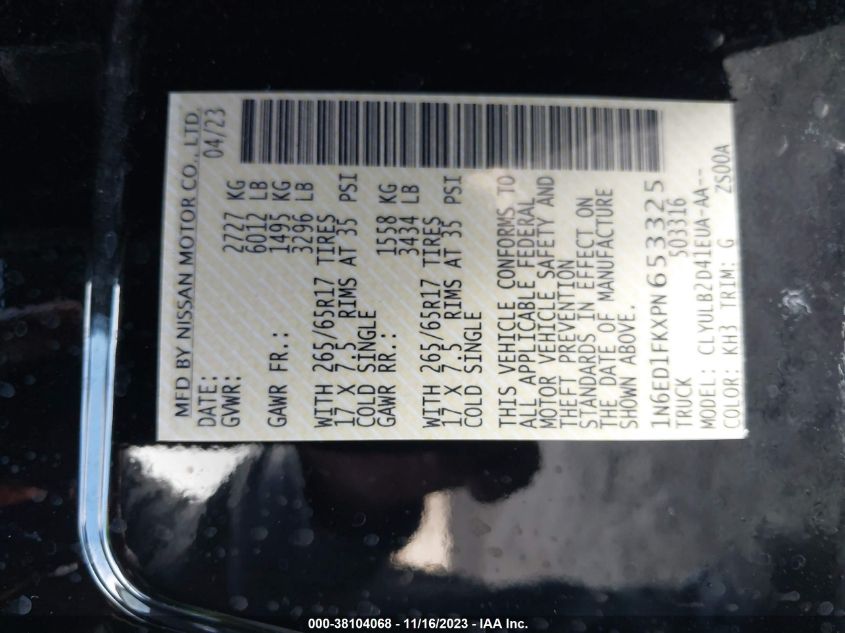 MFD BY NISSAN MOTOR CO., LTD.
DATE: 04/23
GVWR: 2727 KG
6012 LB
GAWR FR.: 1495 KG
3296 LB
WITH 265/65R17 TIRES
17 X 7.5 RIMS AT 35 PSI
COLD SINGLE
GAWR RR.: 1558 KG
3434 LB
WITH 265/65R17 TIRES
17 X 7.5 RIMS AT 35 PSI
COLD SINGLE
THIS VEHICLE CONFORMS TO
ALL APPLICABLE FEDERAL
MOTOR VEHICLE SAFETY AND
THEFT PREVENTION
STANDARDS IN EFFECT ON
THE DATE OF MANUFACTURE
SHOWN ABOVE.
1N6ED1FKXPN653325
TRUCK 503316
MODEL: CLYULB2D41EUA-AA--
COLOR: KH3 TRIM: G ZS00A
000-38104068 - 11/16/2023 - IAA Inc.